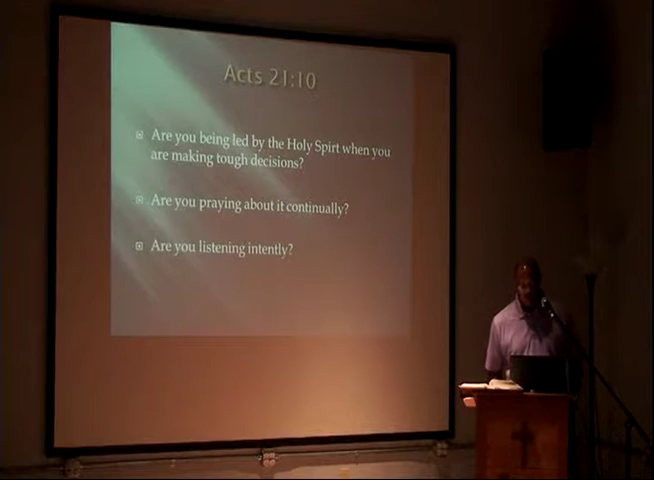 Acts 21:10
Are you being led by the Holy Spirt when you
are making tough decisions?
Are you praying about it continually?
Are you listening intently?